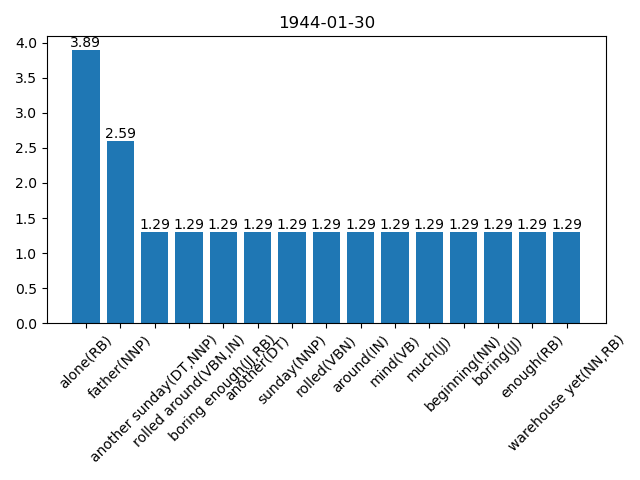 1944-01-30
4.0
3.5
3.0
2.5
2.0
1.5
1.0
0.5
0.0
3.89
2.59
1.29 1.29 1.29 1.29 1.29 1.29 1.29 1.29 1.29 1.29 1.29 1.29 1.29
alone(RB)
father(NNP)
another sunday(DT,NNP)
rolled around(VBN,IN)
boring enough(JJ,RB)
another(DT)
sunday(NNP)
rolled(VBN)
around(IN)
mind(VB)
much(JJ)
beginning(NN)
boring(JJ)
enough(RB)
warehouse yet(NN,RB)